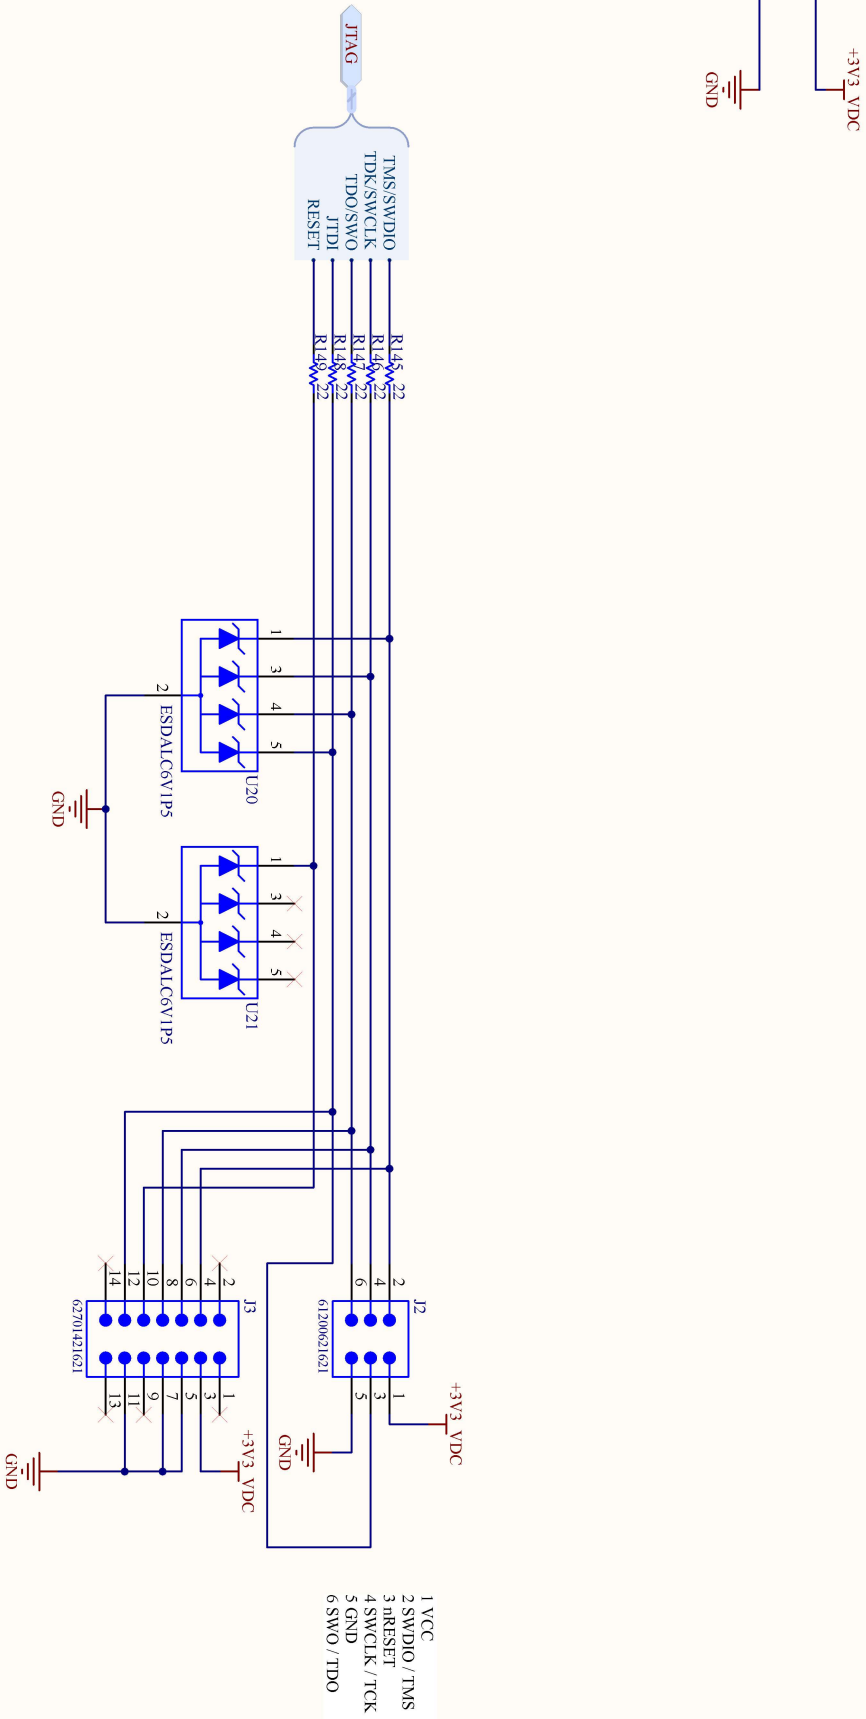 +3V3_VDC
GND
JTAG
TMS/SWDIO
TDK/SWCLK
TDO/SWO
JTDI
RESET
R145 22
R146 22
R147 22
R148 22
R149 22
U20
1
3
4
5
2
ESDALC6V1P5
GND
U21
1
3
4
5
2
ESDALC6V1P5
J2
2
4
6
61200621621
1
3
5
+3V3_VDC
GND
J3
2
4
6
8
10
12
14
62701421621
1
3
5
7
9
11
13
+3V3_VDC
GND
1 VCC
2 SWDIO / TMS
3 nRESET
4 SWCLK / TCK
5 GND
6 SWO / TDO